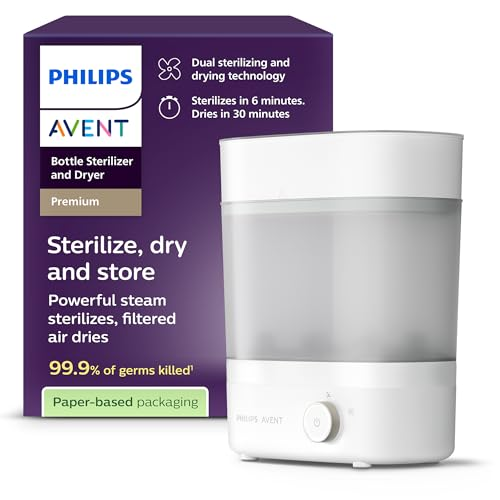 PHILIPS
AVENT
Bottle Sterilizer
and Dryer
Premium
Dual sterilizing and
drying technology
Sterilizes in 6 minutes.
Dries in 30 minutes
Sterilize, dry
and store
Powerful steam
sterilizes, filtered
air dries
99.9% of germs killed¹
Paper-based packaging
PHILIPS AVENT